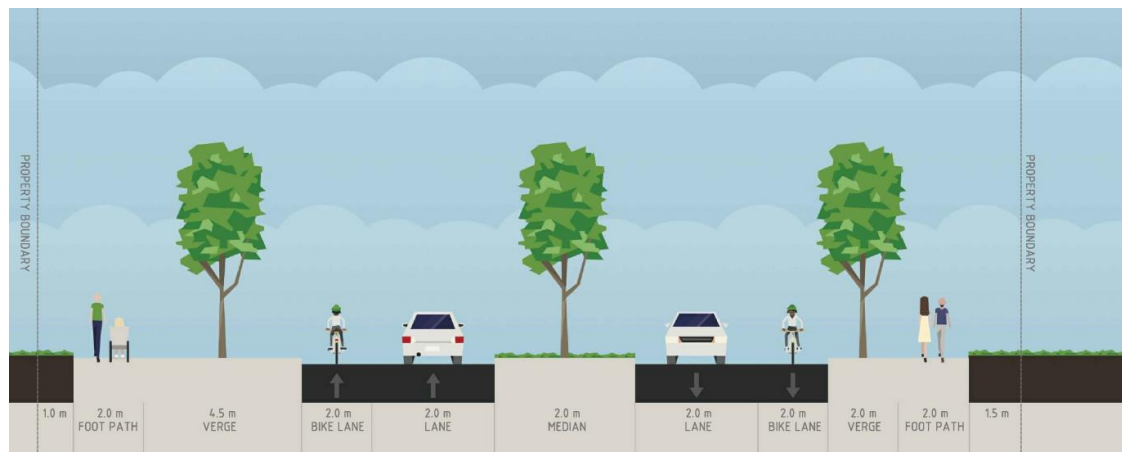 PROPERTY BOUNDARY
PROPERTY BOUNDARY
1.0 m
2.0 m
FOOT PATH
4.5 m
VERGE
2.0 m
BIKE LANE
2.0 m
LANE
2.0 m
MEDIAN
2.0 m
LANE
2.0 m
BIKE LANE
2.0 m
VERGE
2.0 m
FOOT PATH
1.5 m